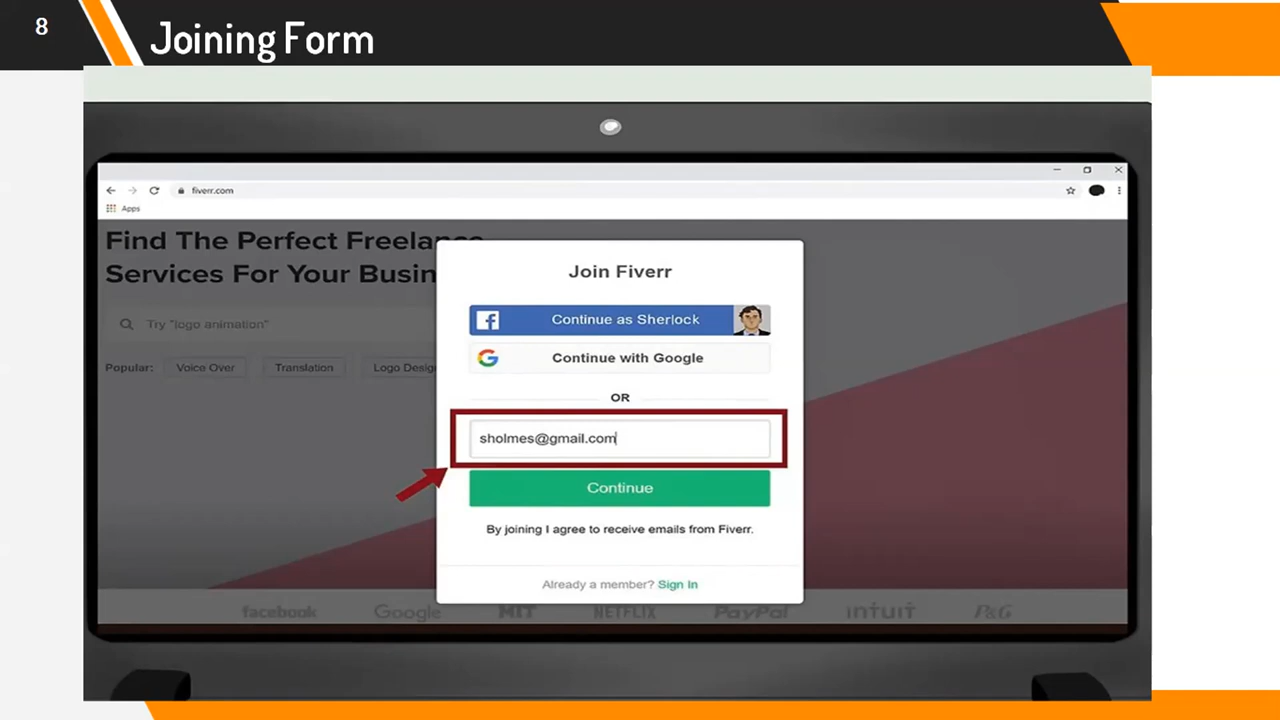 8
Joining Form
fiverr.com
Apps
Find The Perfect Freelance
Services For Your Busin
Try "logo animation"
Popular: Voice Over Translation Logo Desig
Join Fiverr
Continue as Sherlock
G Continue with Google
OR
sholmes@gmail.com
Continue
By joining I agree to receive emails from Fiverr.
Already a member? Sign In
facebook Google MIT NETFLIX PayPal intuit P&G